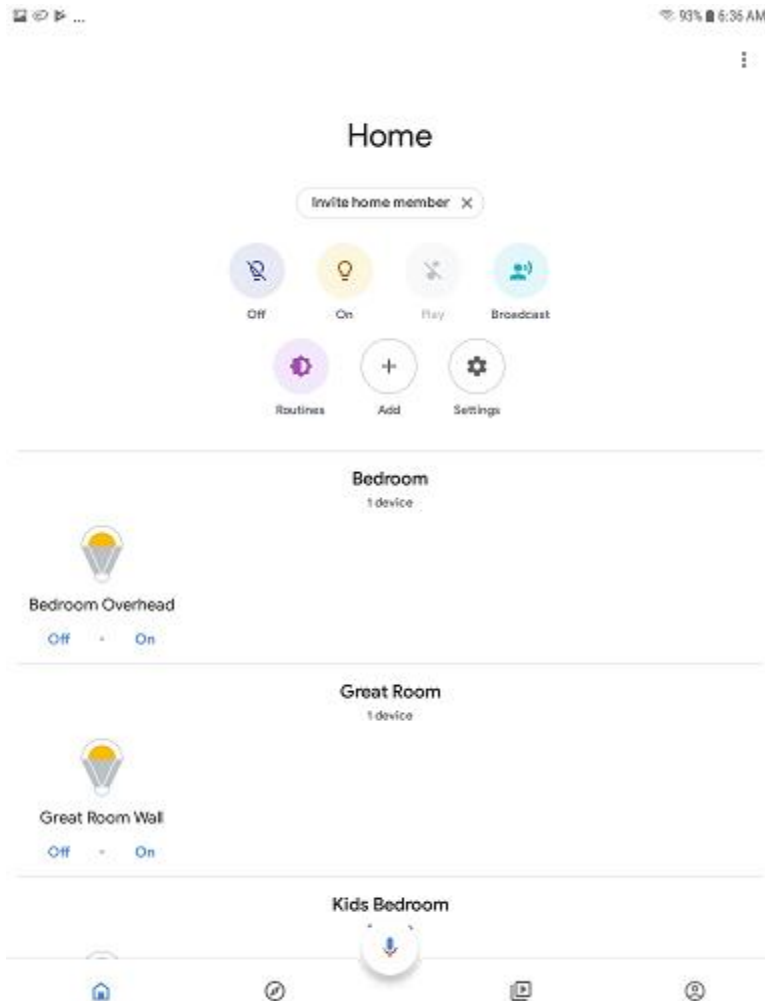 93% 6:36 AM
Home
Invite home member
Off On Play Broadcast
Routines Add Settings
Bedroom
1 device
Bedroom Overhead
Off - On
Great Room
1 device
Great Room Wall
Off - On
Kids Bedroom